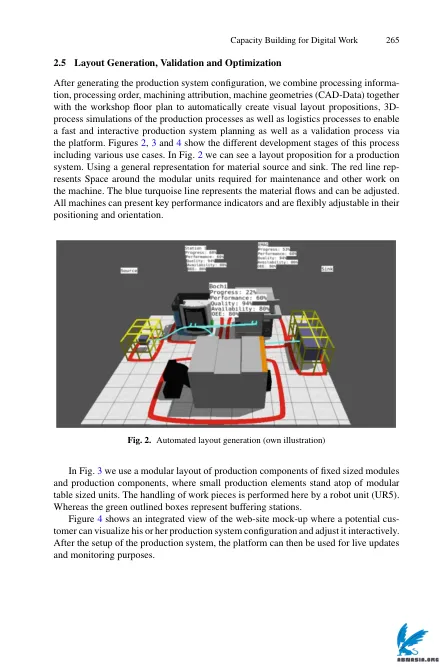 Capacity Building for Digital Work 265
2.5 Layout Generation, Validation and Optimization
After generating the production system configuration, we combine processing informa-
tion, processing order, machining attribution, machine geometries (CAD-Data) together
with the workshop floor plan to automatically create visual layout propositions, 3D-
process simulations of the production processes as well as logistics processes to enable
a fast and interactive production system planning as well as a validation process via
the platform. Figures 2, 3 and 4 show the different development stages of this process
including various use cases. In Fig. 2 we can see a layout proposition for a production
system. Using a general representation for material source and sink. The red line rep-
resents Space around the modular units required for maintenance and other work on
the machine. The blue turquoise line represents the material flows and can be adjusted.
All machines can present key performance indicators and are flexibly adjustable in their
positioning and orientation.
Source
Sink
Progress: 22%
Performance: 60%
Quality: 94%
Availability: 80%
OEE: 80%
Fig. 2. Automated layout generation (own illustration)
In Fig. 3 we use a modular layout of production components of fixed sized modules
and production components, where small production elements stand atop of modular
table sized units. The handling of work pieces is performed here by a robot unit (UR5).
Whereas the green outlined boxes represent buffering stations.
Figure 4 shows an integrated view of the web-site mock-up where a potential cus-
tomer can visualize his or her production system configuration and adjust it interactively.
After the setup of the production system, the platform can then be used for live updates
and monitoring purposes.